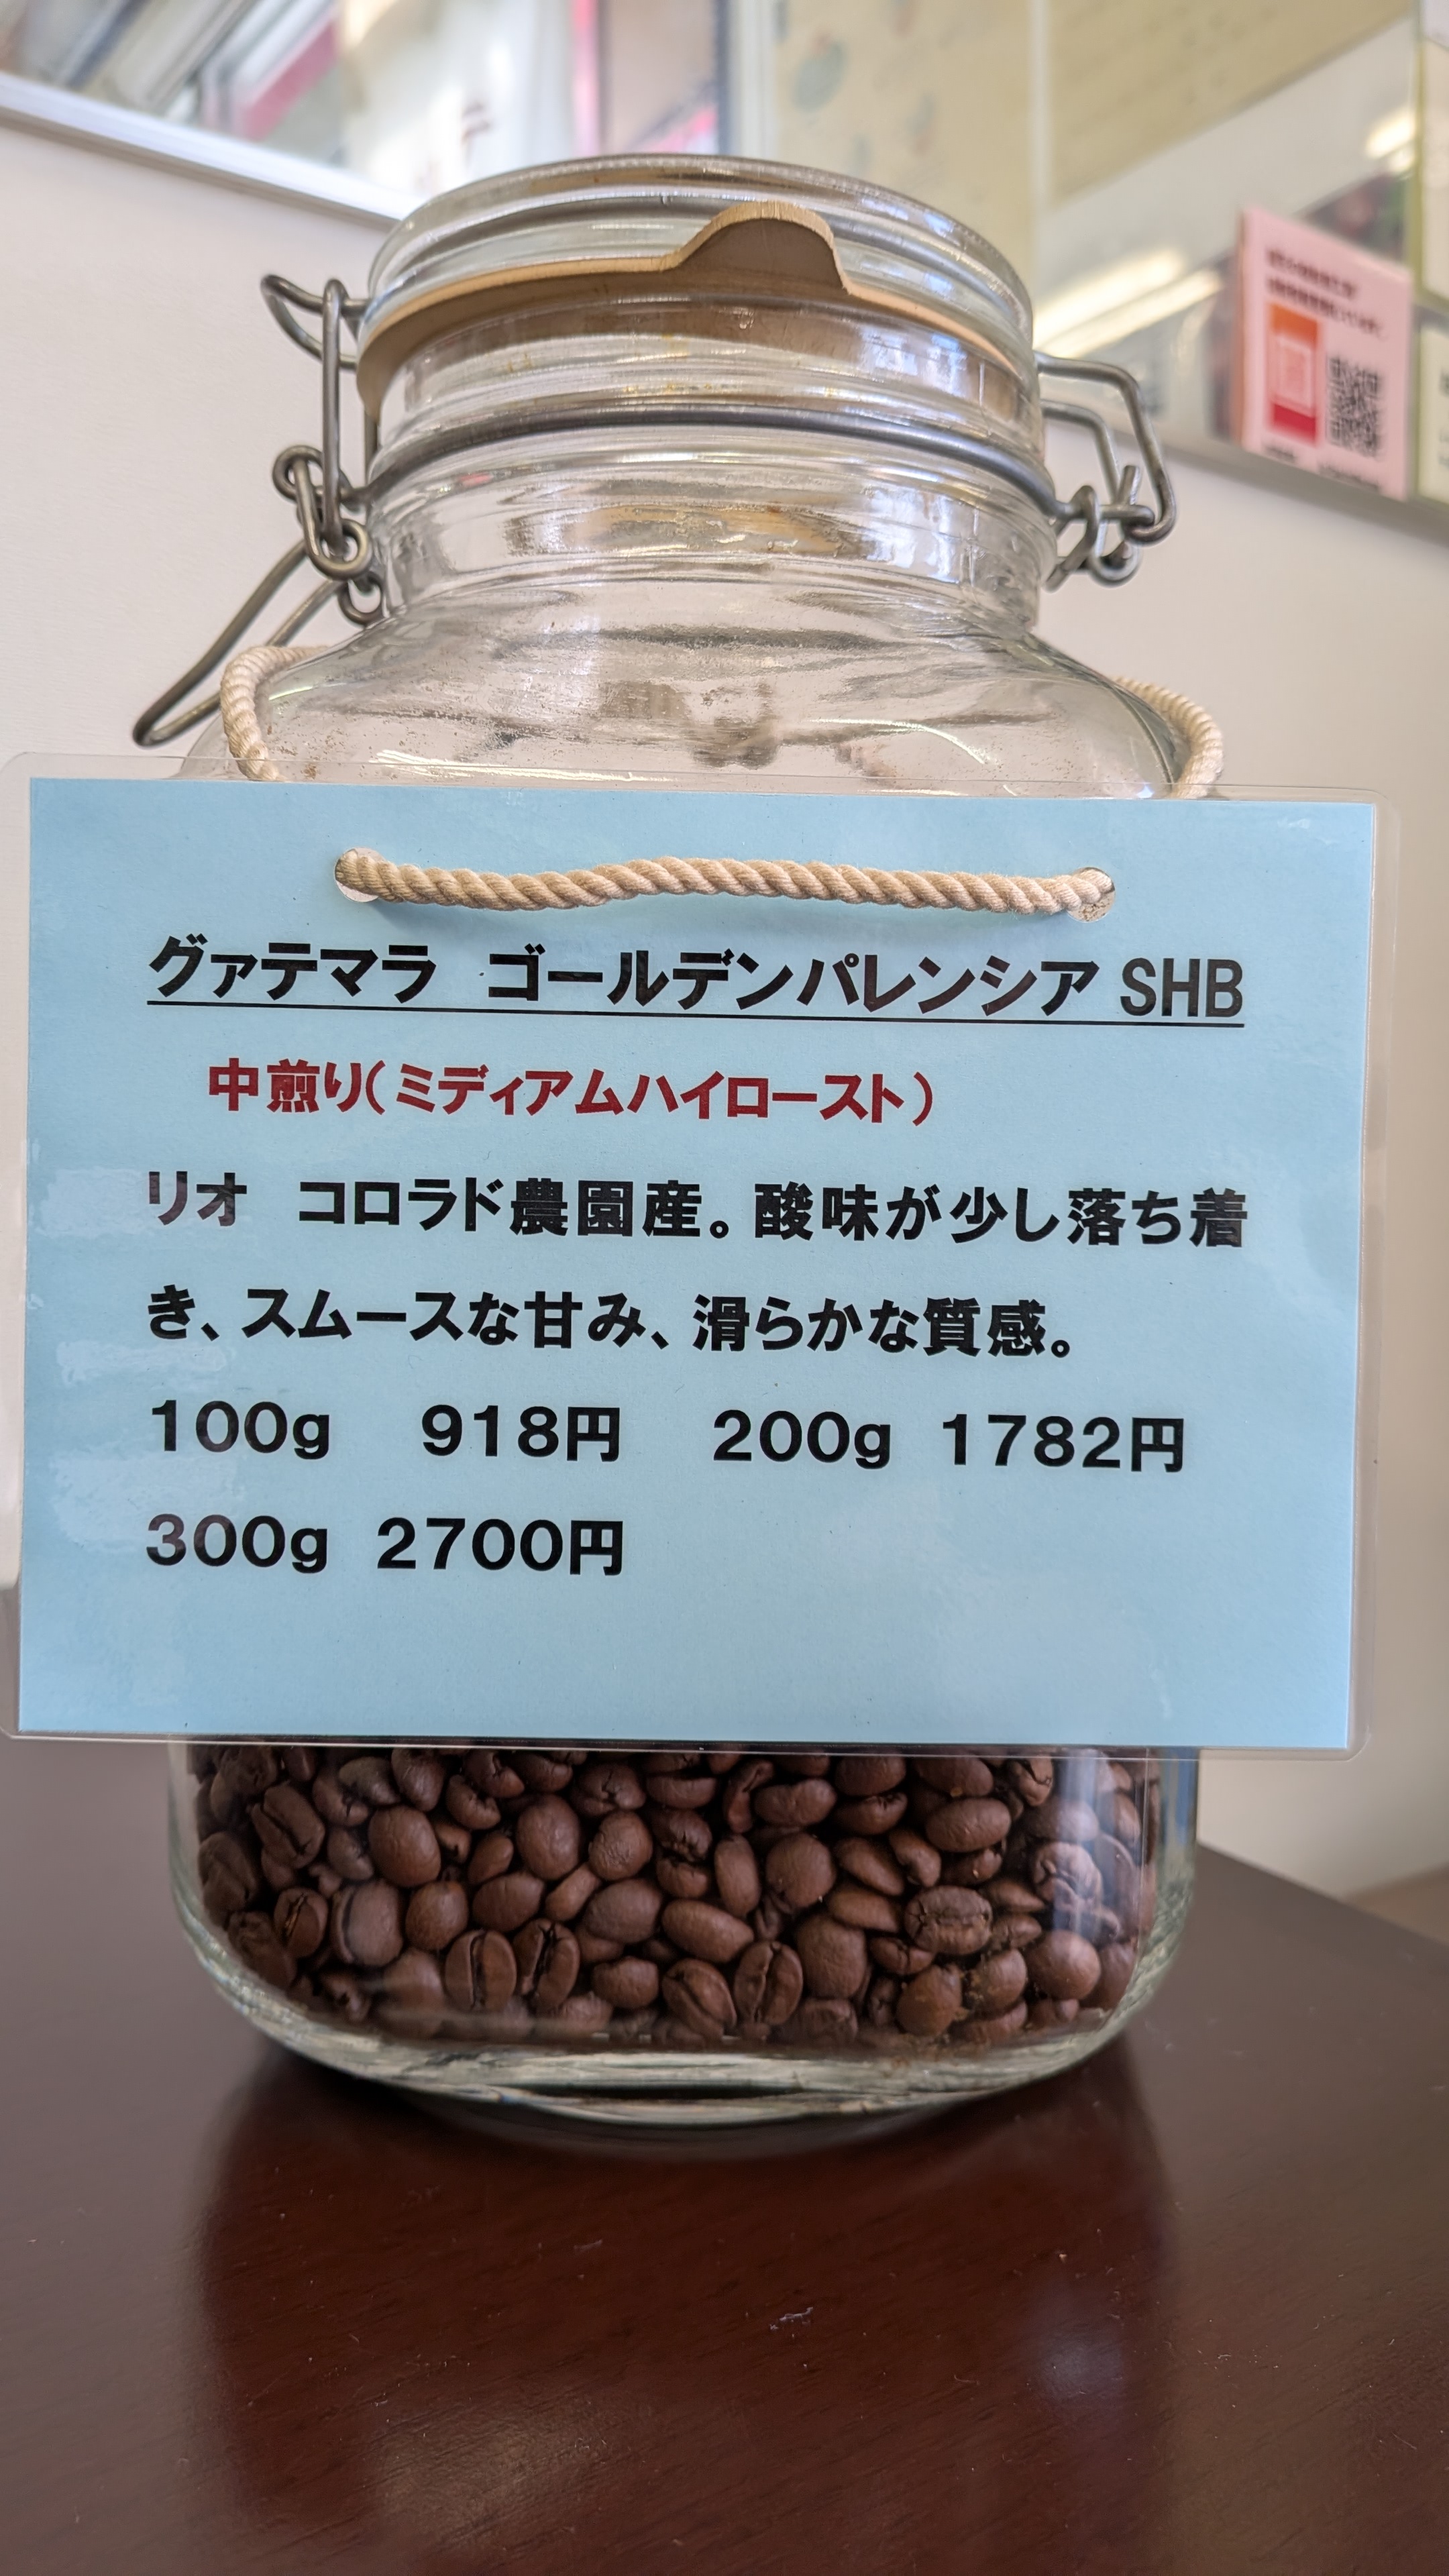 グァテマラ　ゴールデンパレンシア SHB
中煎り（ミディアムハイロースト）
リオ　コロラド農園産。酸味が少し落ち着
き、スムースな甘み、滑らかな質感。
100g　918円　200g　1782円
300g　2700円